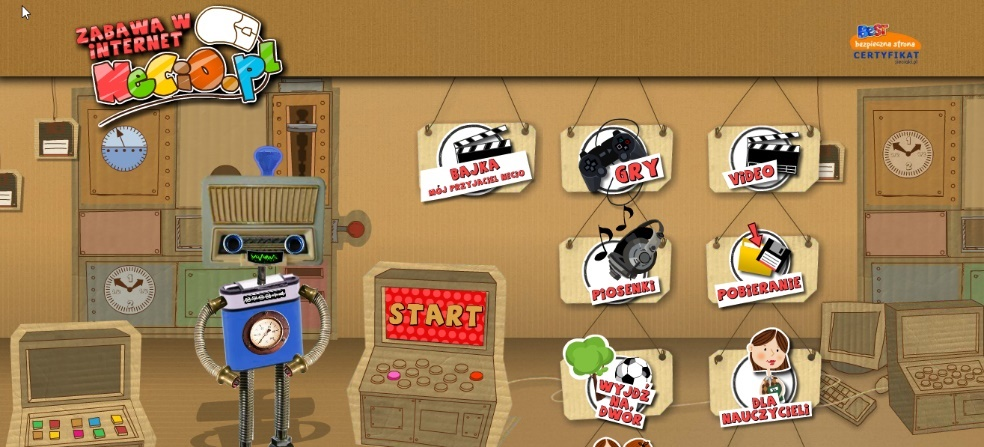 ZABAWA W
INTERNET
NeCiO.pl
BeST
bezpieczna strona
CERTYFIKAT
BAJKA
MÓJ PRZYJACIEL NECIO
GRY
VIDEO
PIOSENKI
POBIERANIE
START
WYJDŹ
NA
DWÓR
DLA
NAUCZYCIELI